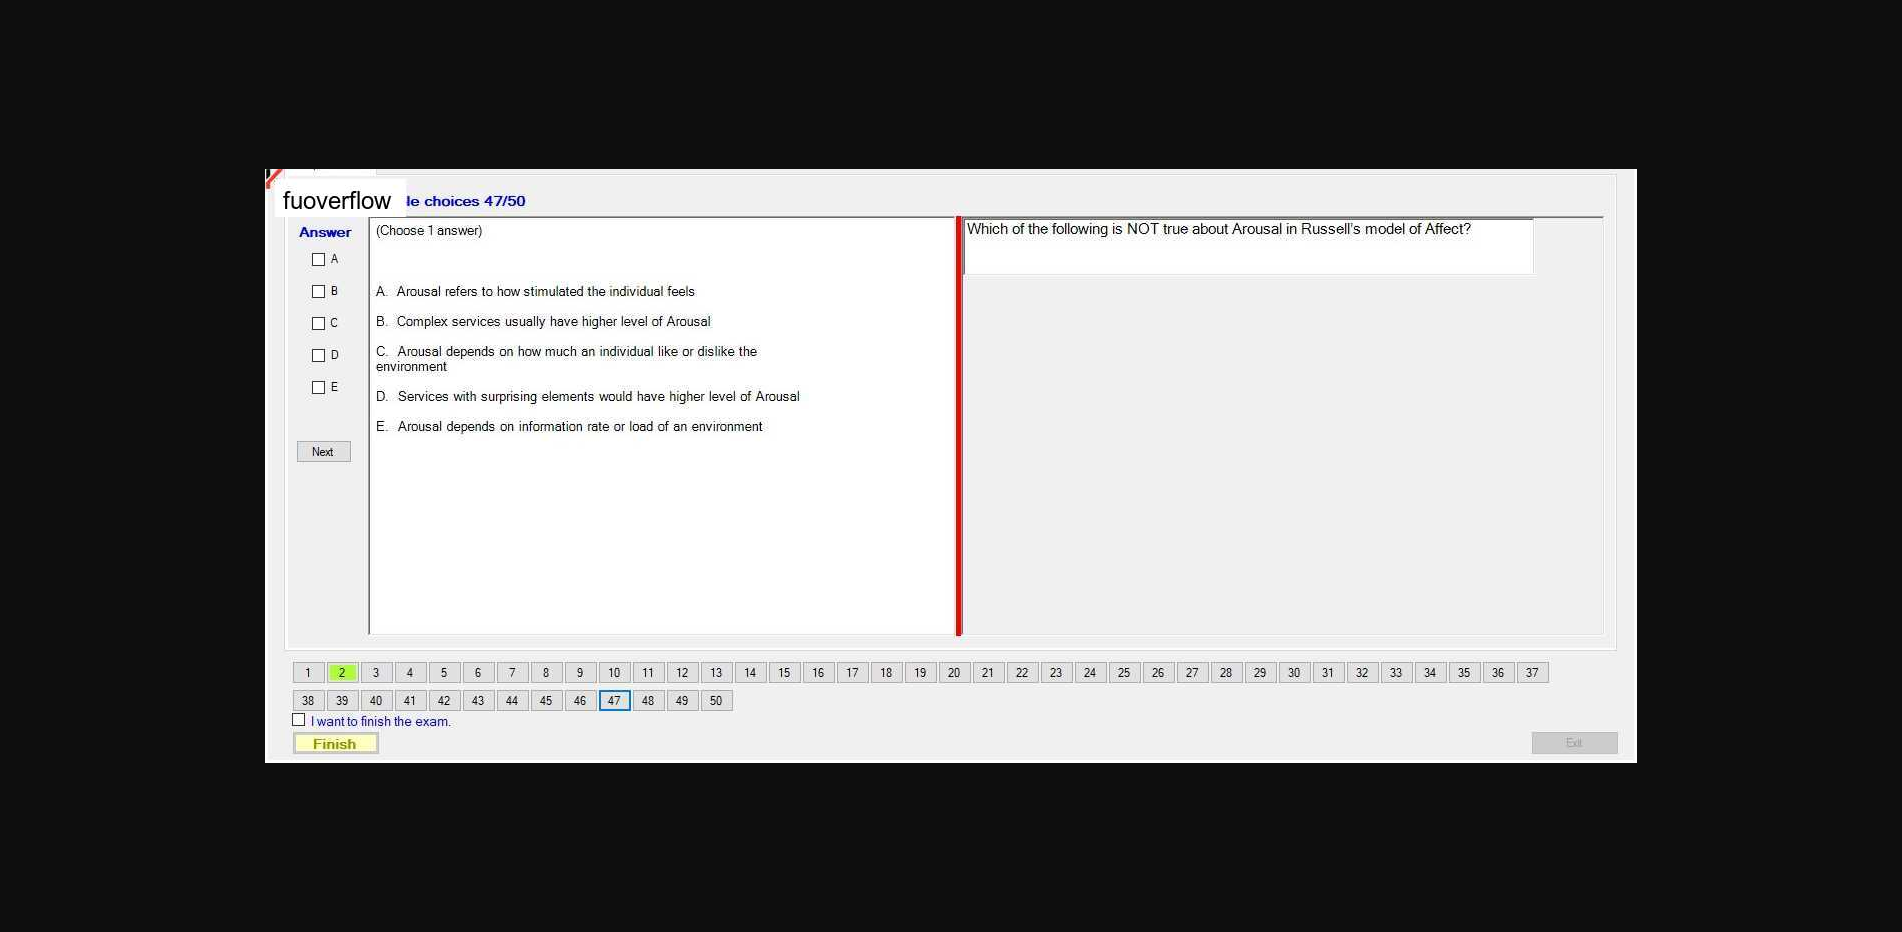 fuoverflow
le choices 47/50
Answer
(Choose 1 answer)
Which of the following is NOT true about Arousal in Russell's model of Affect?
A
B
C
D
E
A. Arousal refers to how stimulated the individual feels
B. Complex services usually have higher level of Arousal
C. Arousal depends on how much an individual like or dislike the
environment
D. Services with surprising elements would have higher level of Arousal
E. Arousal depends on information rate or load of an environment
Next
1 2 3 4 5 6 7 8 9 10 11 12 13 14 15 16 17 18 19 20 21 22 23 24 25 26 27 28 29 30 31 32 33 34 35 36 37
38 39 40 41 42 43 44 45 46 47 48 49 50
I want to finish the exam.
Finish
Exit